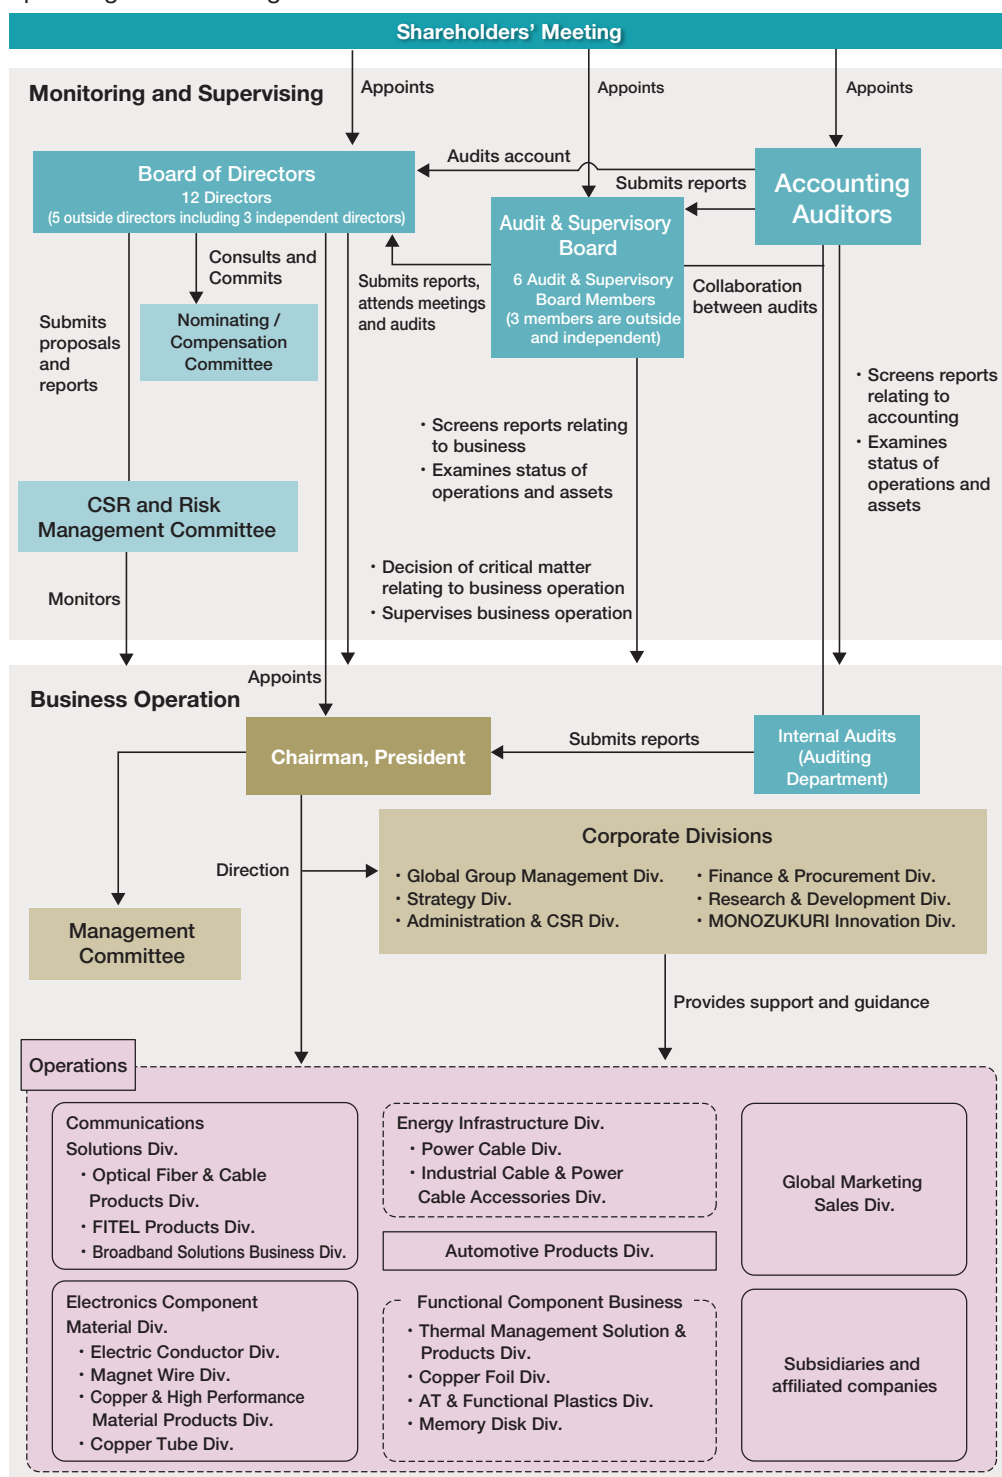 Shareholders’ Meeting
Appoints
Appoints
Appoints
Monitoring and Supervising
Board of Directors
12 Directors
(5 outside directors including 3 independent directors)
Audits account
Submits reports
Accounting
Auditors
Audit & Supervisory
Board
6 Audit & Supervisory
Board Members
(3 members are outside
and independent)
Consults and
Commits
Submits reports,
attends meetings
and audits
Collaboration
between audits
Nominating /
Compensation
Committee
Submits
proposals
and
reports
・Screens reports relating
to business
・Examines status of
operations and assets
・Screens reports
relating to
accounting
・Examines
status of
operations and
assets
CSR and Risk
Management Committee
Monitors
・Decision of critical matter
relating to business operation
・Supervises business operation
Business Operation
Appoints
Chairman, President
Submits reports
Internal Audits
(Auditing
Department)
Direction
Corporate Divisions
・Global Group Management Div.
・Strategy Div.
・Administration & CSR Div.
・Finance & Procurement Div.
・Research & Development Div.
・MONOZUKURI Innovation Div.
Management
Committee
Provides support and guidance
Operations
Communications
Solutions Div.
・Optical Fiber & Cable
Products Div.
・FITEL Products Div.
・Broadband Solutions Business Div.
Energy Infrastructure Div.
・Power Cable Div.
・Industrial Cable & Power
Cable Accessories Div.
Automotive Products Div.
Global Marketing
Sales Div.
Electronics Component
Material Div.
・Electric Conductor Div.
・Magnet Wire Div.
・Copper & High Performance
Material Products Div.
・Copper Tube Div.
Functional Component Business
・Thermal Management Solution &
Products Div.
・Copper Foil Div.
・AT & Functional Plastics Div.
・Memory Disk Div.
Subsidiaries and
affiliated companies